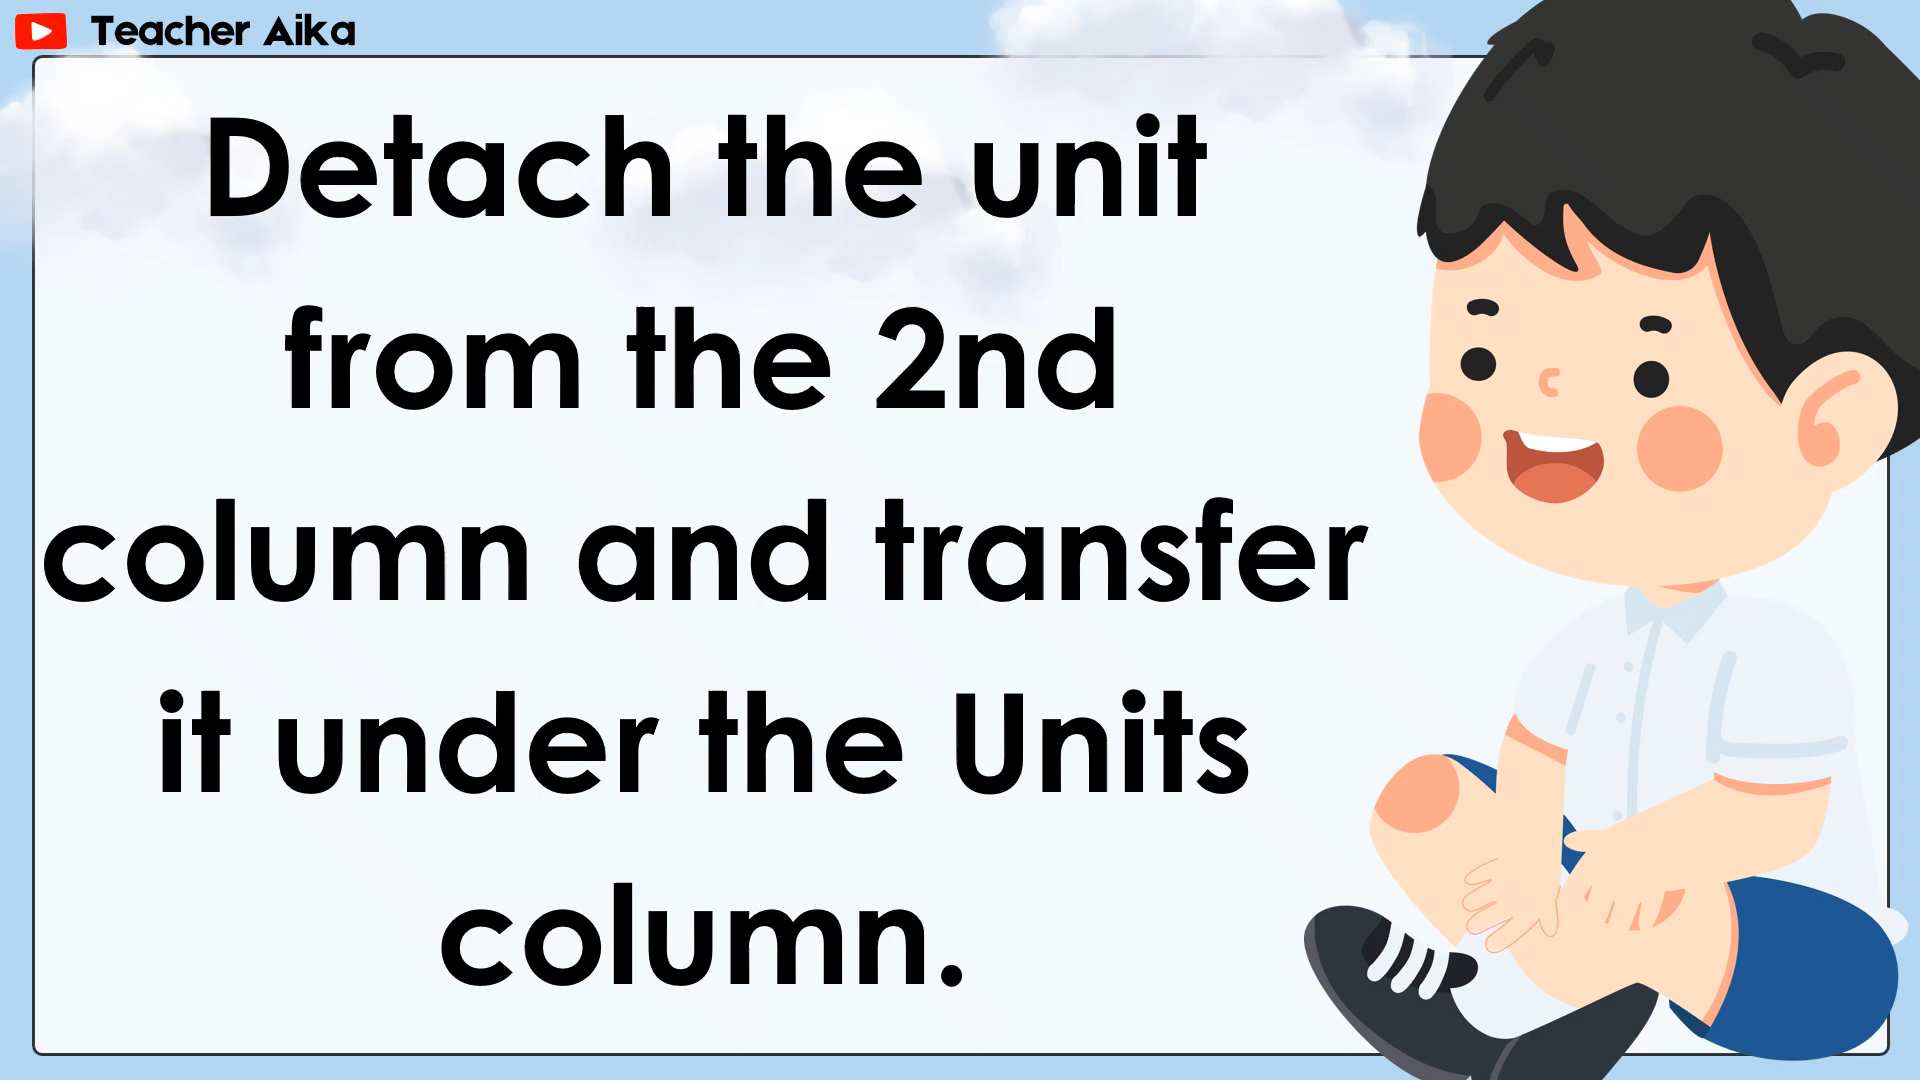 Teacher Aika
Detach the unit
from the 2nd
column and transfer
it under the Units
column.